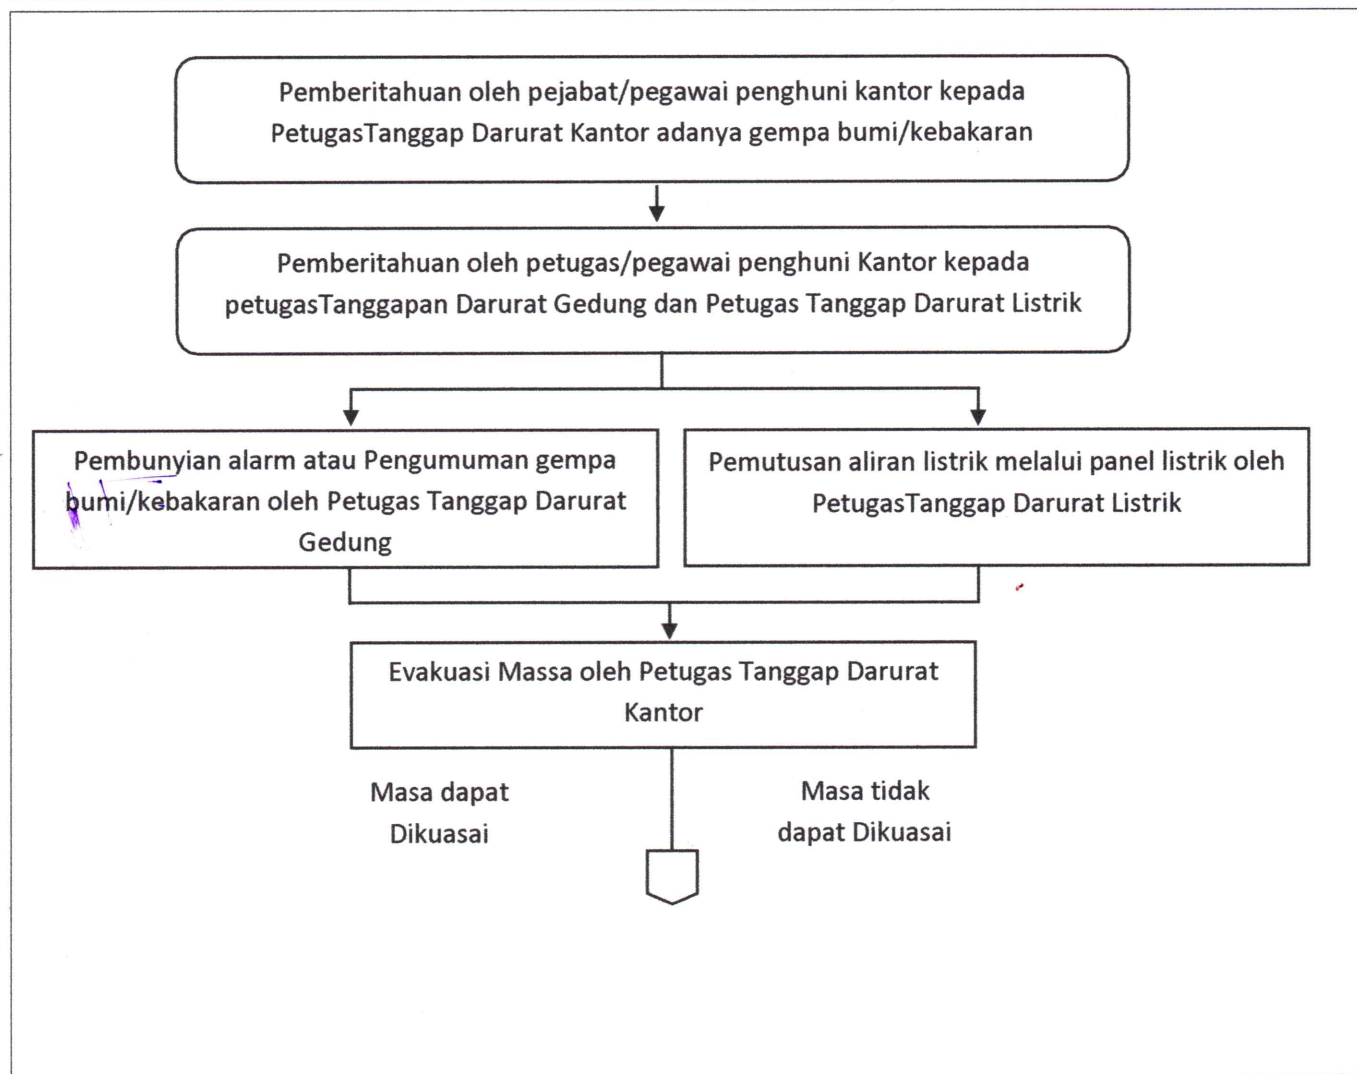 Pemberitahuan oleh pejabat/pegawai penghuni kantor kepada
PetugasTanggap Darurat Kantor adanya gempa bumi/kebakaran
Pemberitahuan oleh petugas/pegawai penghuni Kantor kepada
petugasTanggapan Darurat Gedung dan Petugas Tanggap Darurat Listrik
Pembunyian alarm atau Pengumuman gempa
bumi/kebakaran oleh Petugas Tanggap Darurat
Gedung
Pemutusan aliran listrik melalui panel listrik oleh
PetugasTanggap Darurat Listrik
Evakuasi Massa oleh Petugas Tanggap Darurat
Kantor
Masa dapat
Dikuasai
Masa tidak
dapat Dikuasai